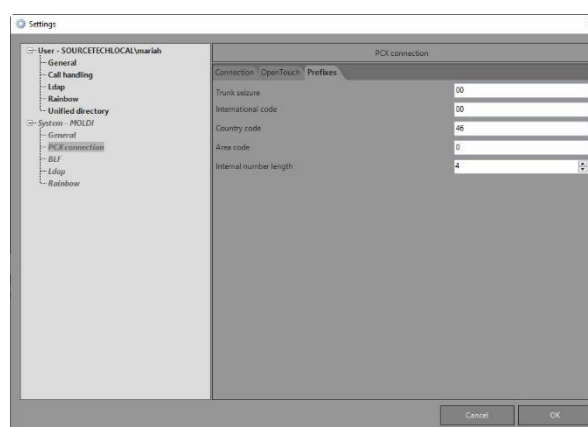 Settings
User - SOURCETECHLOCAL\mariah
General
Call handling
Ldap
Rainbow
Unified directory
System - MOLDI
General
PCX connection
BLF
Ldap
Rainbow
PCX connection
Connection OpenTouch Prefixes
Trunk seizure 00
International code 00
Country code 46
Area code 0
Internal number length 4
Cancel OK